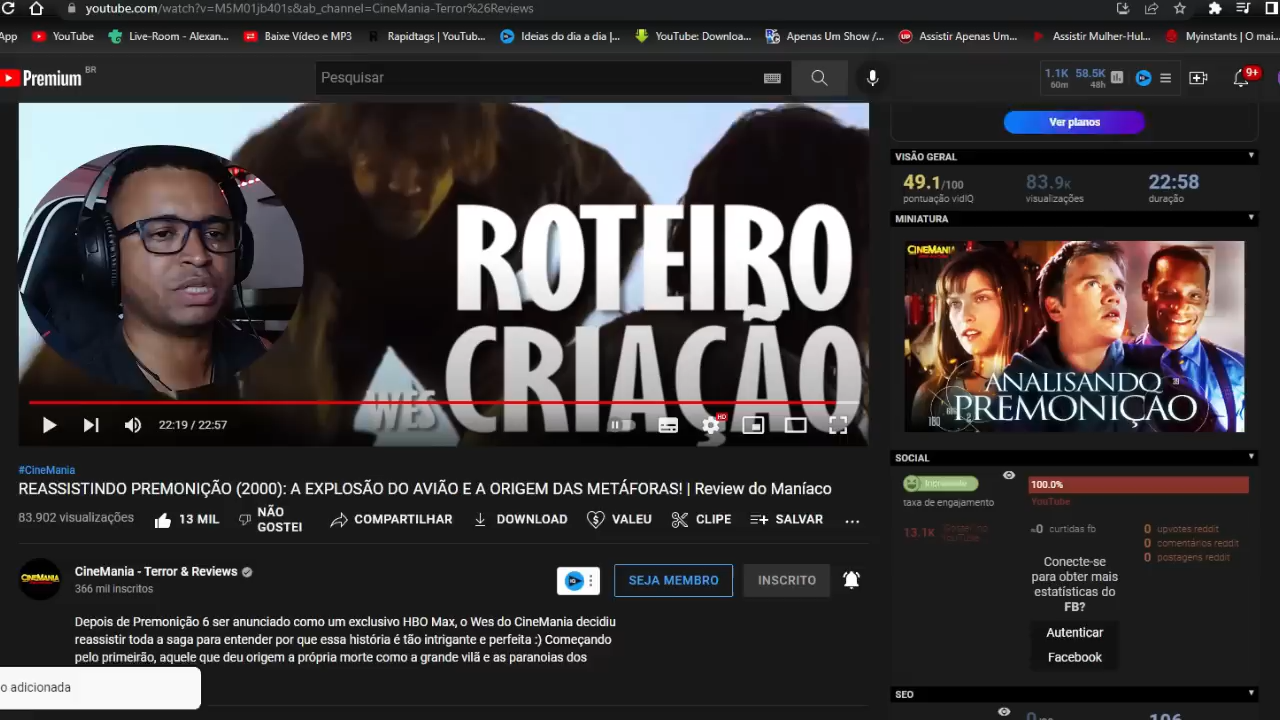 youtube.com/watch?v=M5M01jb401s&ab_channel=CineMania-Terror%26Reviews
App YouTube Live-Room - Alexan... Baixe Vídeo e MP3 Rapidtags | YouTub... Ideias do dia a dia |... YouTube: Downloa... Apenas Um Show /... Assistir Apenas Um... Assistir Mulher-Hul... Myinstants | O mai...
Premium BR
Pesquisar
1.1K 58.5K
60m 48h
9+
Ver planos
VISÃO GERAL
49.1/100 83.9K 22:58
pontuação vidIQ visualizações duração
MINIATURA
CINEMANIA
ANALISANDO
PREMONIÇÃO
180
ROTEIRO
CRIAÇÃO
WES
22:19 / 22:57
HD
#CineMania
REASSISTINDO PREMONIÇÃO (2000): A EXPLOSÃO DO AVIÃO E A ORIGEM DAS METÁFORAS! | Review do Maníaco
83.902 visualizações 13 MIL NÃO GOSTEI COMPARTILHAR DOWNLOAD VALEU CLIPE SALVAR ...
CINEMANIA
CineMania - Terror & Reviews
366 mil inscritos
SEJA MEMBRO
INSCRITO
Depois de Premonição 6 ser anunciado como um exclusivo HBO Max, o Wes do CineMania decidiu
reassistir toda a saga para entender por que essa história é tão intrigante e perfeita :) Começando
pelo primeirão, aquele que deu origem a própria morte como a grande vilã e as paranoias dos
o adicionada
SOCIAL
100.0%
taxa de engajamento
YouTube
13.1K
≈0 curtidas fb
0 upvotes reddit
0 comentários reddit
0 postagens reddit
Conecte-se
para obter mais
estatísticas do
FB?
Autenticar
Facebook
SEO